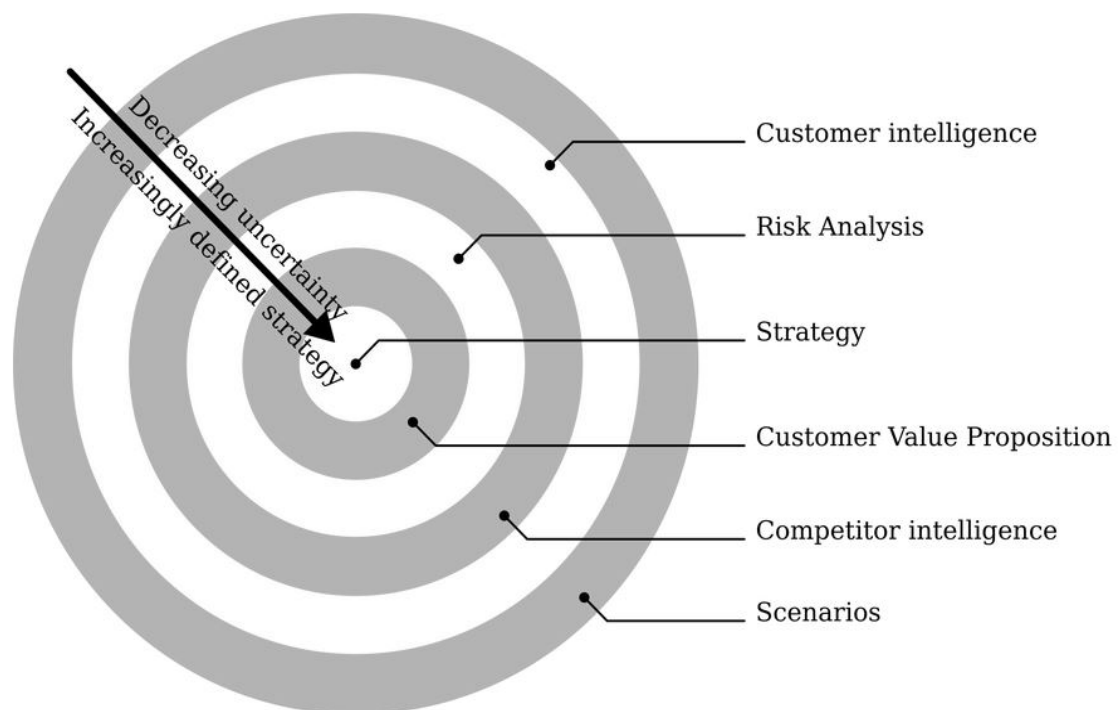 Decreasing uncertainty
Increasingly defined strategy
Customer intelligence
Risk Analysis
Strategy
Customer Value Proposition
Competitor intelligence
Scenarios